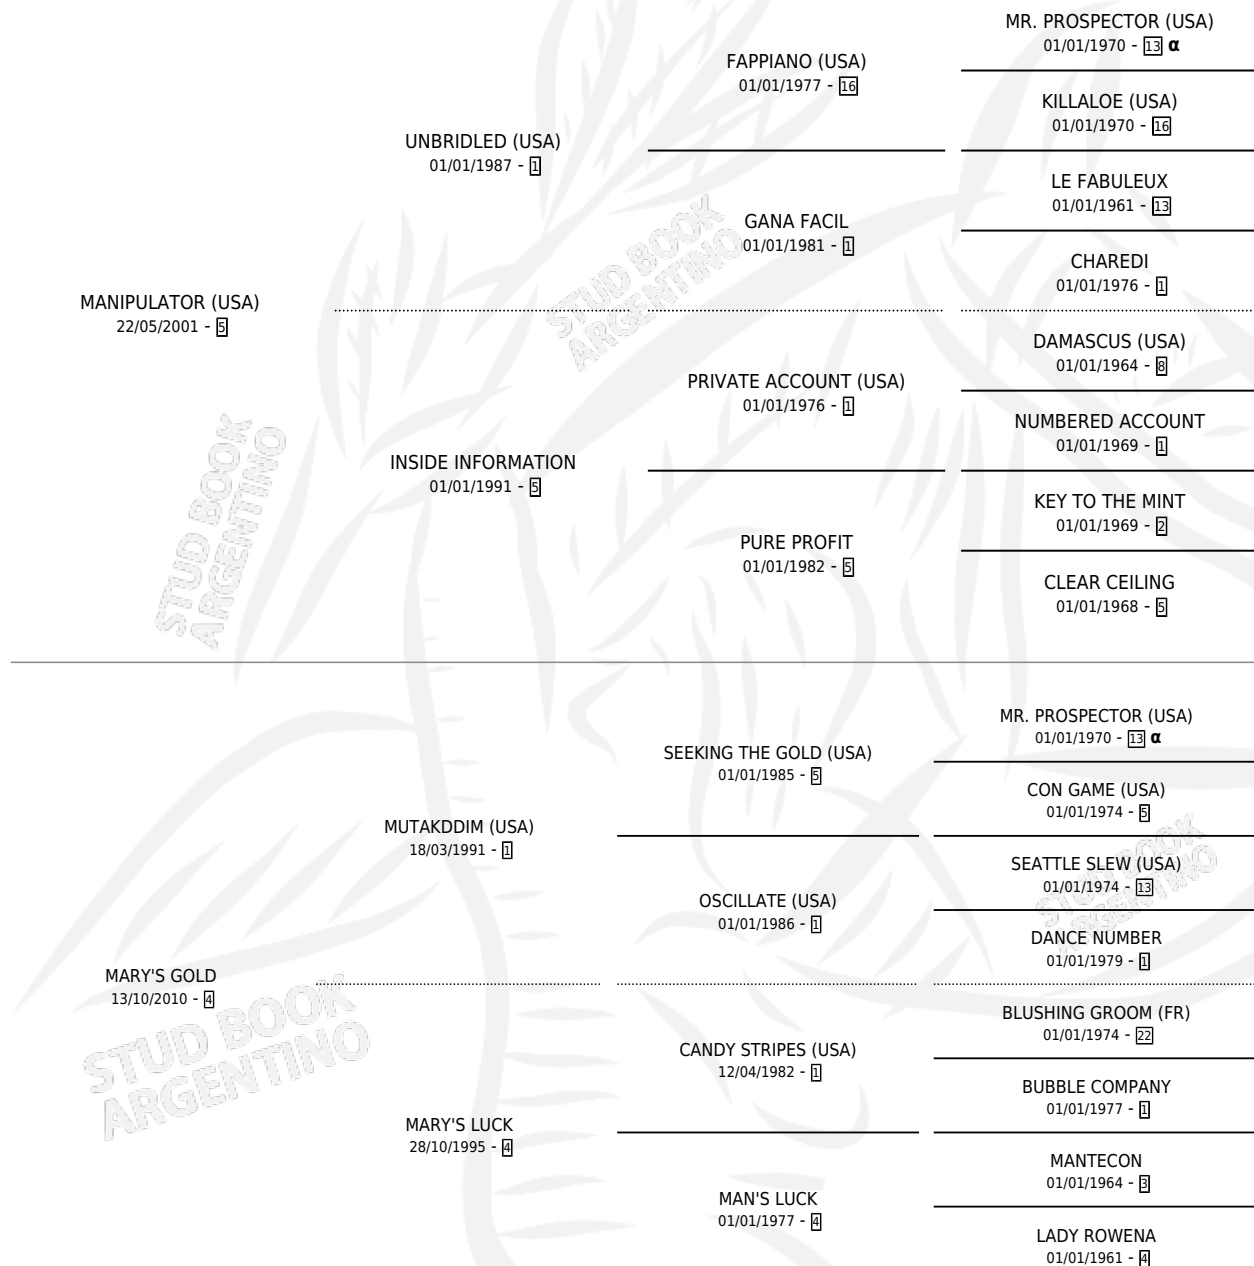 MR. PROSPECTOR (USA)
01/01/1970 - 13 α
FAPPIANO (USA)
01/01/1977 - 16
KILLALOE (USA)
01/01/1970 - 16
UNBRIDLED (USA)
01/01/1987 - 1
LE FABULEUX
01/01/1961 - 13
GANA FACIL
01/01/1981 - 1
CHAREDI
01/01/1976 - 1
MANIPULATOR (USA)
22/05/2001 - 5
DAMASCUS (USA)
01/01/1964 - 8
PRIVATE ACCOUNT (USA)
01/01/1976 - 1
NUMBERED ACCOUNT
01/01/1969 - 1
INSIDE INFORMATION
01/01/1991 - 5
KEY TO THE MINT
01/01/1969 - 2
PURE PROFIT
01/01/1982 - 5
CLEAR CEILING
01/01/1968 - 5
MR. PROSPECTOR (USA)
01/01/1970 - 13 α
SEEKING THE GOLD (USA)
01/01/1985 - 5
CON GAME (USA)
01/01/1974 - 5
MUTAKDDIM (USA)
18/03/1991 - 1
SEATTLE SLEW (USA)
01/01/1974 - 13
OSCILLATE (USA)
01/01/1986 - 1
DANCE NUMBER
01/01/1979 - 1
MARY'S GOLD
13/10/2010 - 4
BLUSHING GROOM (FR)
01/01/1974 - 22
CANDY STRIPES (USA)
12/04/1982 - 1
BUBBLE COMPANY
01/01/1977 - 1
MARY'S LUCK
28/10/1995 - 4
MANTECON
01/01/1964 - 3
MAN'S LUCK
01/01/1977 - 4
LADY ROWENA
01/01/1961 - 4
STUD BOOK
ARGENTINO
STUD BOOK
ARGENTINO
STUD BOOK
ARGENTINO
STUD BOOK
ARGENTINO